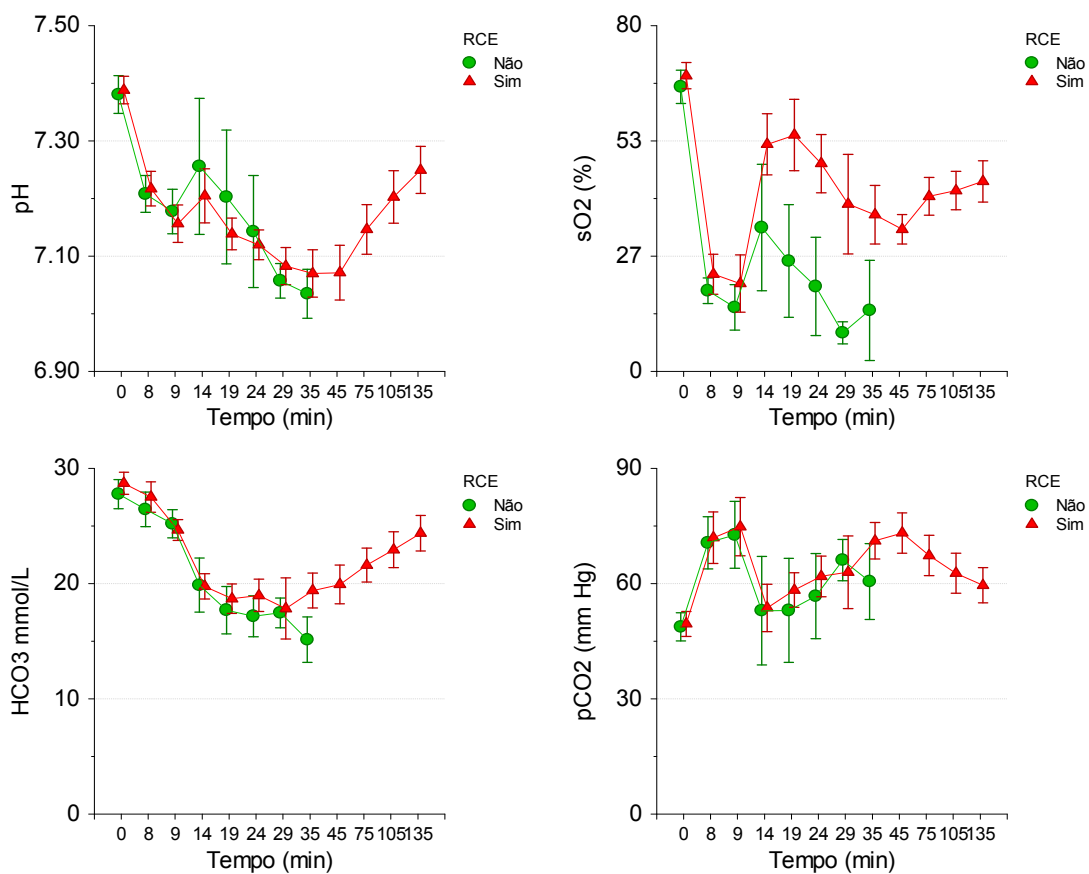 7.50
7.30
7.10
6.90
pH
0 8 9 14 19 24 29 35 45 75 105 135
Tempo (min)
RCE
Não
Sim
80
53
27
0
sO2 (%)
0 8 9 14 19 24 29 35 45 75 105 135
Tempo (min)
RCE
Não
Sim
30
20
10
0
HCO3 mmol/L
0 8 9 14 19 24 29 35 45 75 105 135
Tempo (min)
RCE
Não
Sim
90
60
30
0
pCO2 (mm Hg)
0 8 9 14 19 24 29 35 45 75 105 135
Tempo (min)
RCE
Não
Sim